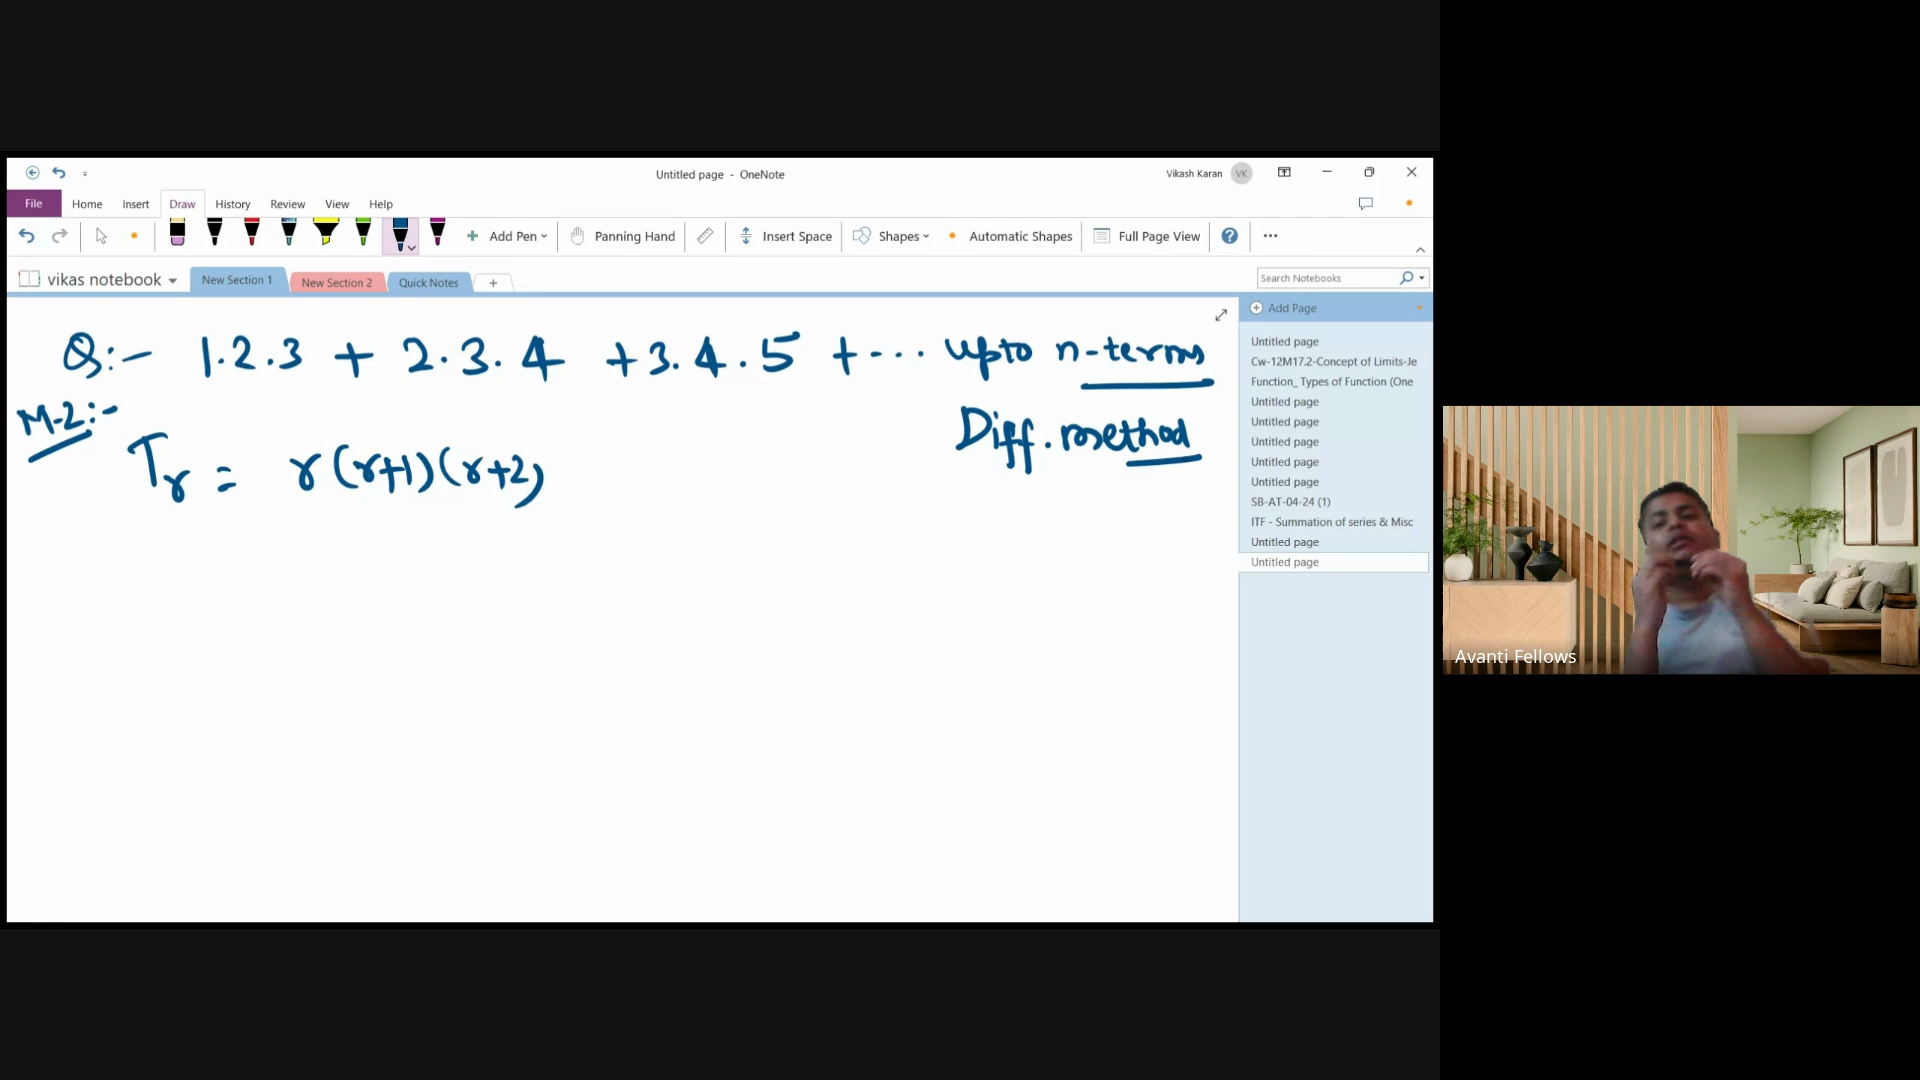 Untitled page - OneNote
Vikash Karan VK
File Home Insert Draw History Review View Help
Add Pen Panning Hand Insert Space Shapes Automatic Shapes Full Page View
vikas notebook New Section 1 New Section 2 Quick Notes + Search Notebooks
Q:- 1.2.3 + 2.3.4 + 3.4.5 + ... upto n-terms
M-2:-
Diff. method
Tr = r(r+1)(r+2)
Add Page
Untitled page
Cw-12M17.2-Concept of Limits-Je
Function_ Types of Function (One
Untitled page
Untitled page
Untitled page
Untitled page
Untitled page
SB-AT-04-24 (1)
ITF - Summation of series & Misc
Untitled page
Untitled page
Avanti Fellows